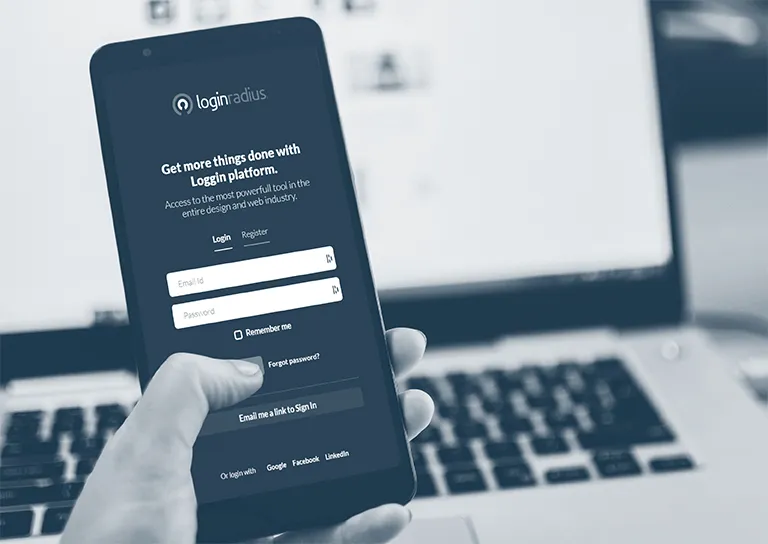 loginradius
Get more things done with
Loggin platform.
Access to the most powerfull tool in the
entire design and web industry.
Login Register
Email Id
Password
Remember me
Forgot password?
Email me a link to Sign In
Or login with Google Facebook LinkedIn